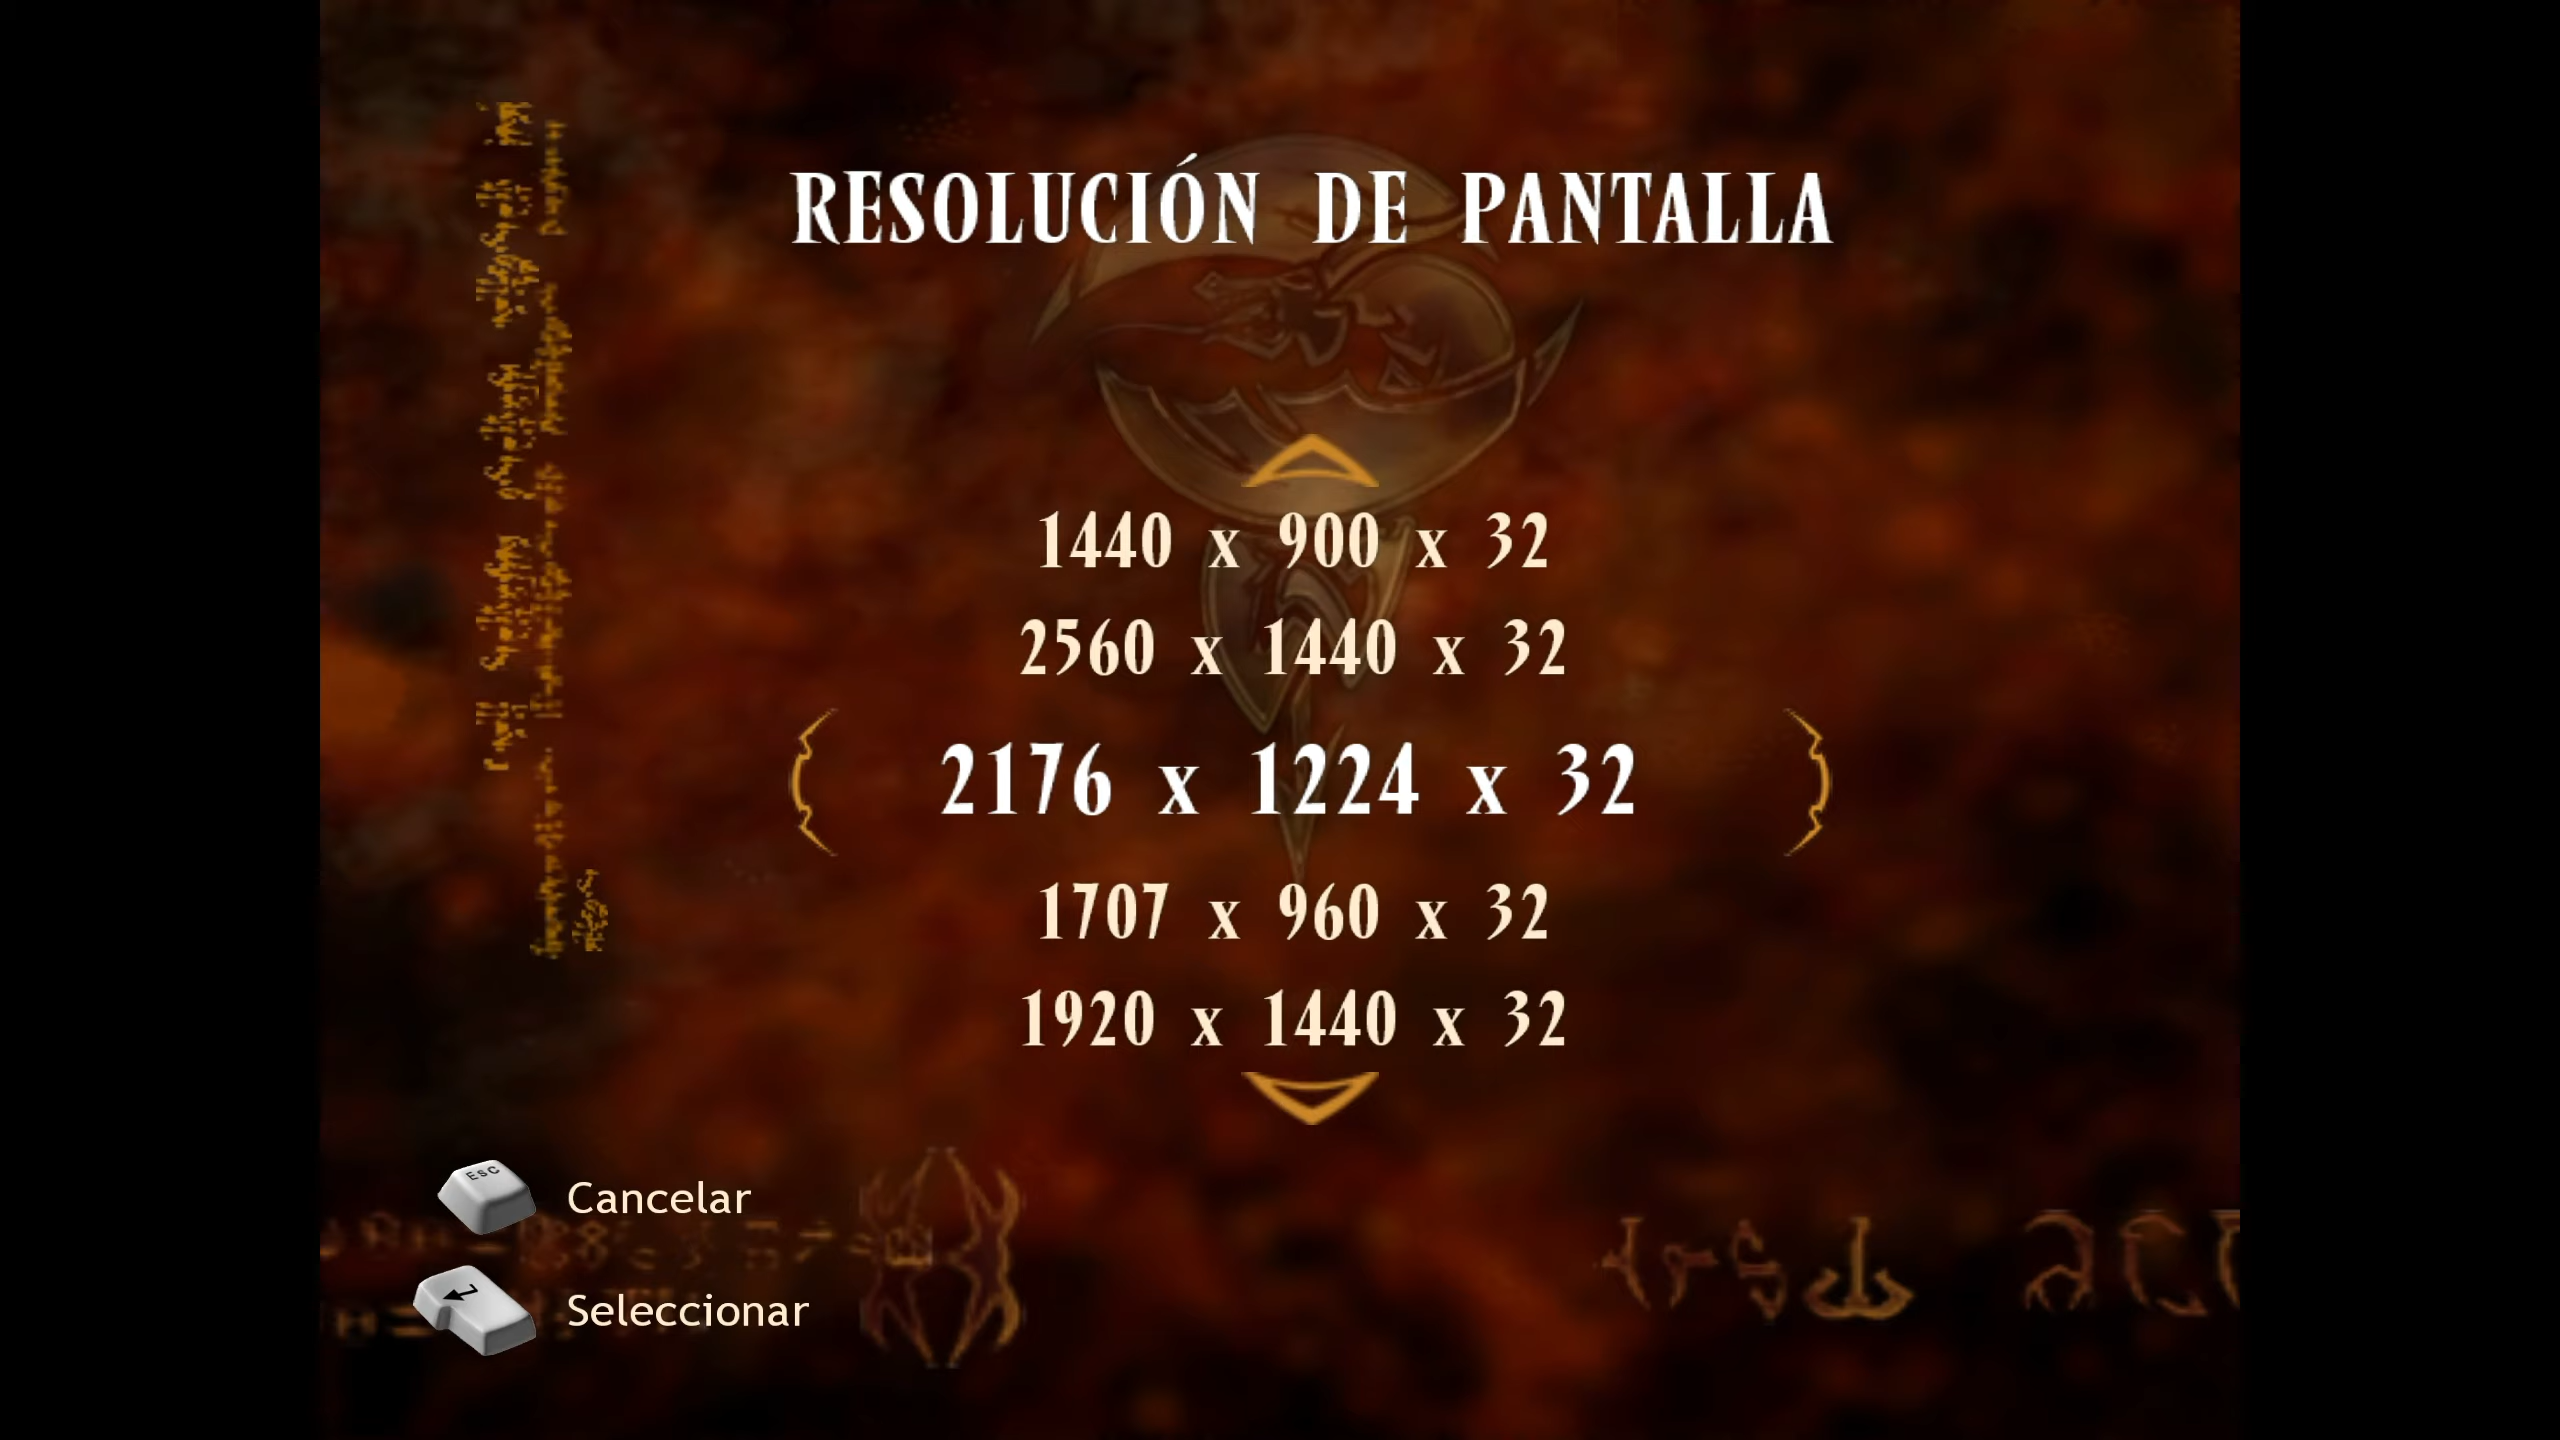 RESOLUCIÓN DE PANTALLA
1440 x 900 x 32
2560 x 1440 x 32
2176 x 1224 x 32
1707 x 960 x 32
1920 x 1440 x 32
Esc Cancelar
Seleccionar